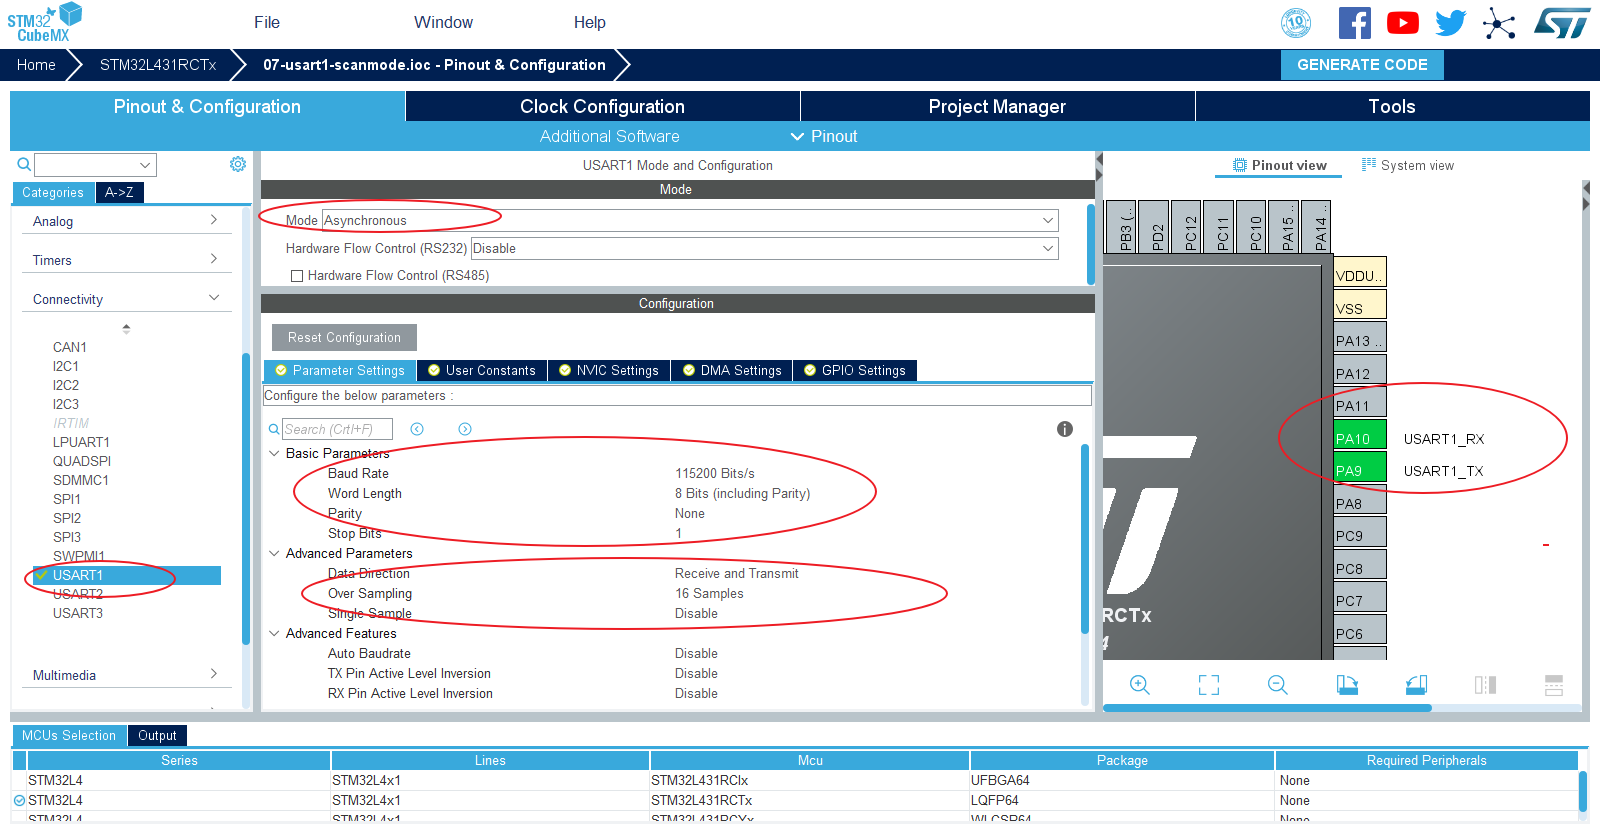 STM32
CubeMX
File
Window
Help
10
Home
STM32L431RCTx
07-usart1-scanmode.ioc - Pinout & Configuration
GENERATE CODE
Pinout & Configuration
Clock Configuration
Project Manager
Tools
Additional Software
Pinout
Categories
A->Z
Analog
Timers
Connectivity
CAN1
I2C1
I2C2
I2C3
IRTIM
LPUART1
QUADSPI
SDMMC1
SPI1
SPI2
SPI3
SWPMI1
USART1
USART2
USART3
Multimedia
USART1 Mode and Configuration
Mode
Mode Asynchronous
Hardware Flow Control (RS232) Disable
Hardware Flow Control (RS485)
Configuration
Reset Configuration
Parameter Settings
User Constants
NVIC Settings
DMA Settings
GPIO Settings
Configure the below parameters :
Search (Crtl+F)
Basic Parameters
Baud Rate 115200 Bits/s
Word Length 8 Bits (including Parity)
Parity None
Stop Bits 1
Advanced Parameters
Data Direction Receive and Transmit
Over Sampling 16 Samples
Single Sample Disable
Advanced Features
Auto Baudrate Disable
TX Pin Active Level Inversion Disable
RX Pin Active Level Inversion Disable
Pinout view
System view
PB3 (..
PD2
PC12
PC11
PC10
PA15 ..
PA14 ..
VDDU..
VSS
PA13 ..
PA12
PA11
PA10 USART1_RX
PA9 USART1_TX
PA8
PC9
PC8
PC7
PC6
RCTx
4
MCUs Selection
Output
Series Lines Mcu Package Required Peripherals
STM32L4 STM32L4x1 STM32L431RCIx UFBGA64 None
STM32L4 STM32L4x1 STM32L431RCTx LQFP64 None
STM32L4 STM32L4x1 STM32L431RCYx WLCSP64 None